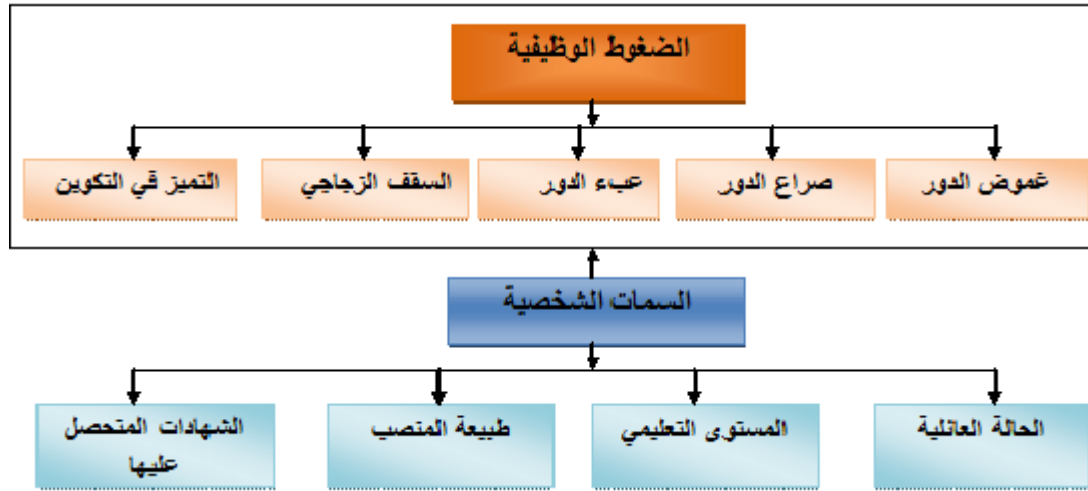 الضغوط الوظيفية
غموض الدور
صراع الدور
عبء الدور
السقف الزجاجي
التميز في التكوين
السمات الشخصية
الحالة العائلية
المستوى التعليمي
طبيعة المنصب
الشهادات المتحصل
عليها